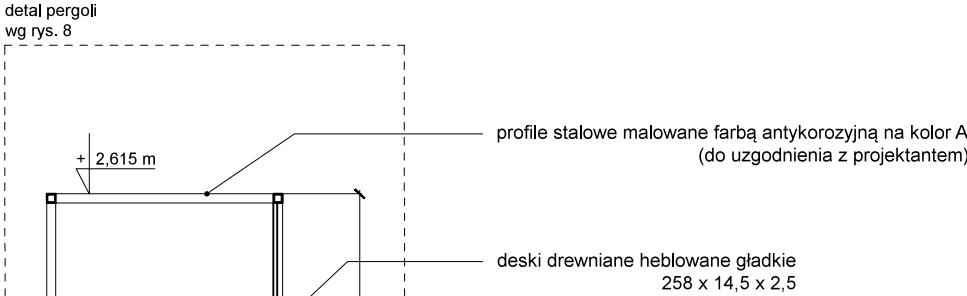 detal pergoli
wg rys. 8
profile stalowe malowane farbą antykorozyjną na kolor A
(do uzgodnienia z projektantem)
+ 2,615 m
deski drewniane heblowane gładkie
258 x 14,5 x 2,5